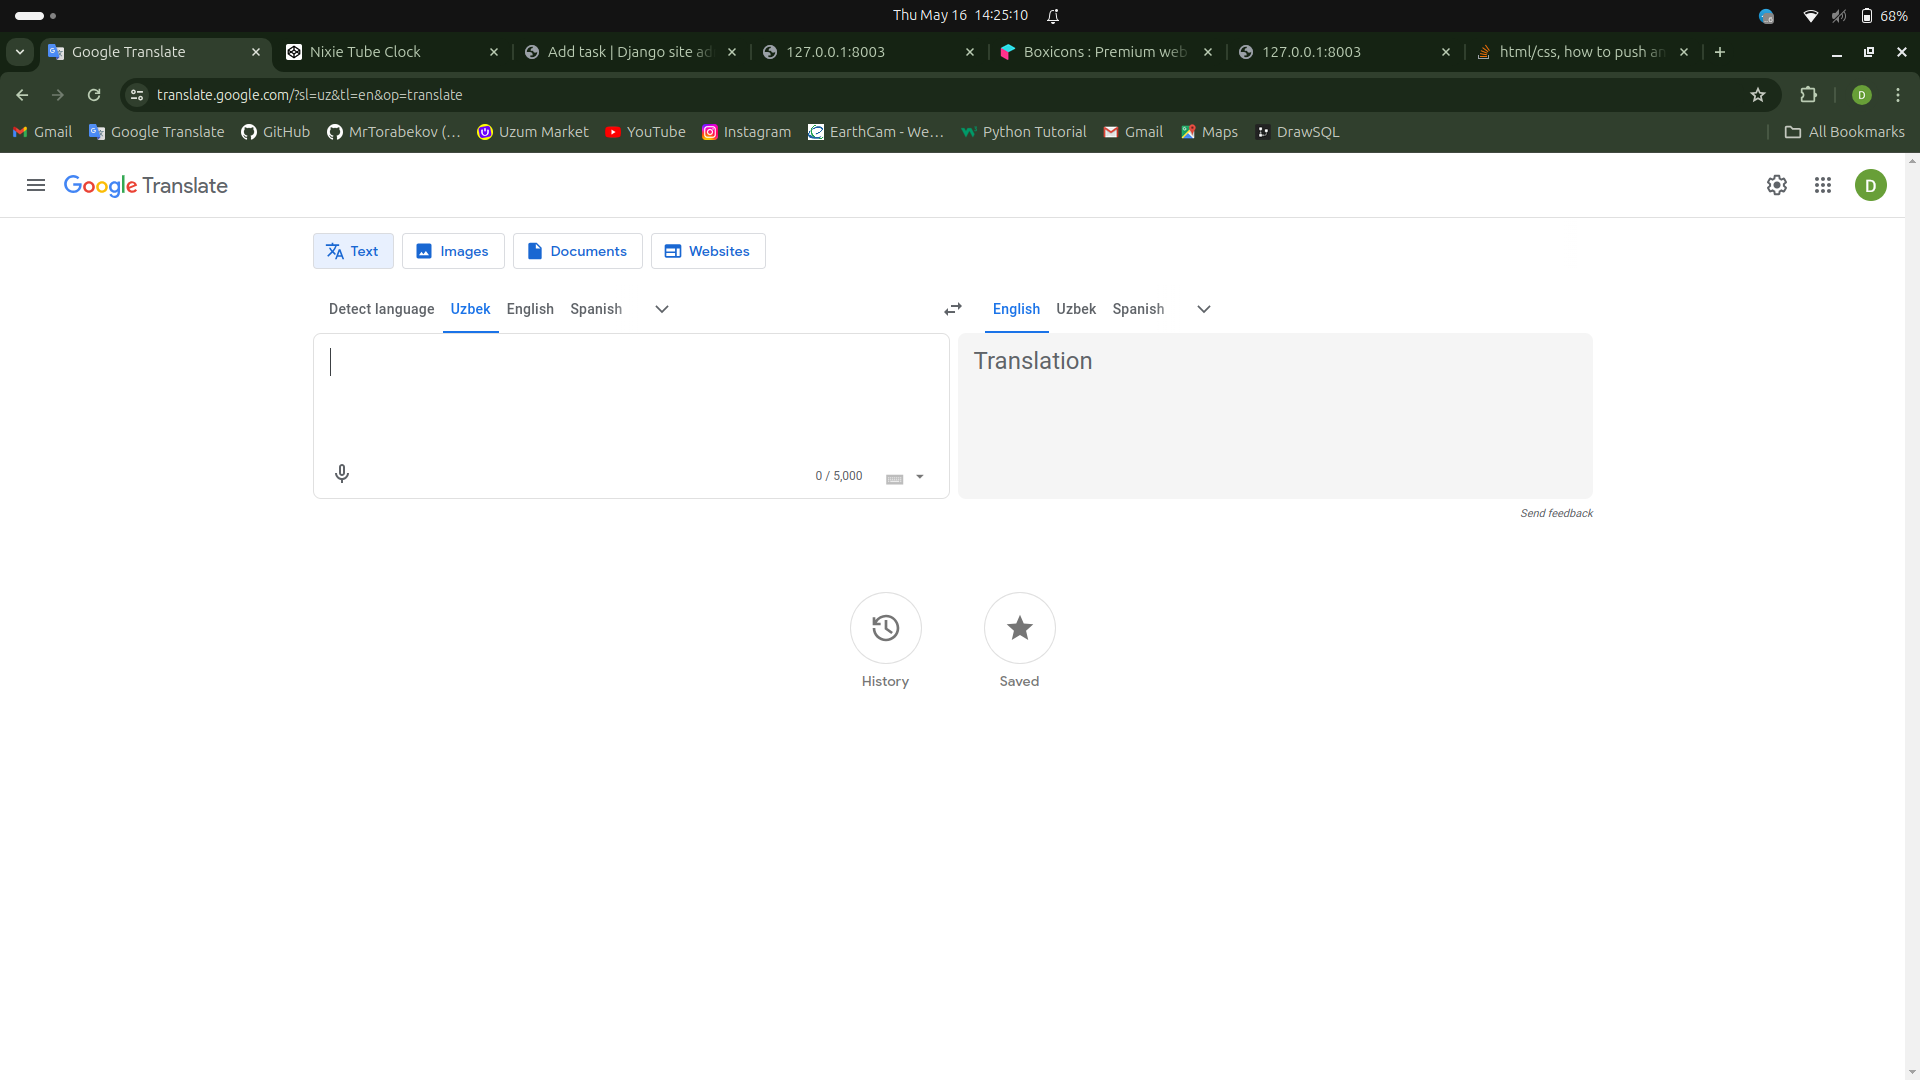 Thu May 16 14:25:10
68%
Google Translate
Nixie Tube Clock
Add task | Django site ad
127.0.0.1:8003
Boxicons : Premium web
127.0.0.1:8003
html/css, how to push an
translate.google.com/?sl=uz&tl=en&op=translate
D
Gmail
Google Translate
GitHub
MrTorabekov (...
Uzum Market
YouTube
Instagram
EarthCam - We...
Python Tutorial
Gmail
Maps
DrawSQL
All Bookmarks
Google Translate
D
Text
Images
Documents
Websites
Detect language
Uzbek
English
Spanish
English
Uzbek
Spanish
Translation
0 / 5,000
Send feedback
History
Saved